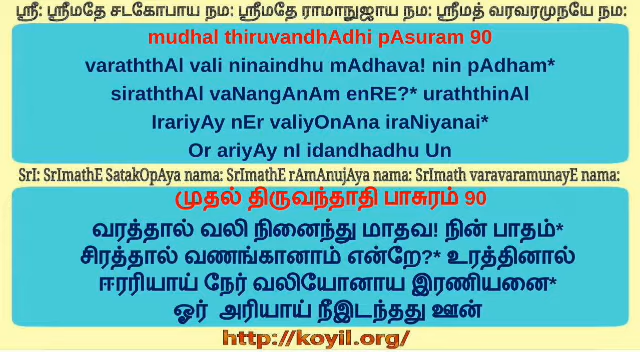 ஸ்ரீ: ஸ்ரீமதே சடகோபாய நம: ஸ்ரீமதே ராமாநுஜாய நம: ஸ்ரீமத் வரவரமுநயே நம:
mudhal thiruvandhAdhi pAsuram 90
varaththAl vali ninaindhu mAdhava! nin pAdham*
siraththAl vaNangAnAm enRE?* uraththinAl
IrariyAy nEr valiyOnAna iraNiyanai*
Or ariyAy nI idandhadhu Un
SrI: SrImathE SatakOpAya nama: SrImathE rAmAnujAya nama: SrImath varavaramunayE nama:
முதல் திருவந்தாதி பாசுரம் 90
வரத்தால் வலி நினைந்து மாதவ! நின் பாதம்*
சிரத்தால் வணங்கானாம் என்றே?* உரத்தினால்
ஈரரியாய் நேர் வலியோனாய இரணியனை*
ஓர் அரியாய் நீஇடந்தது ஊன்
http://koyil.org/